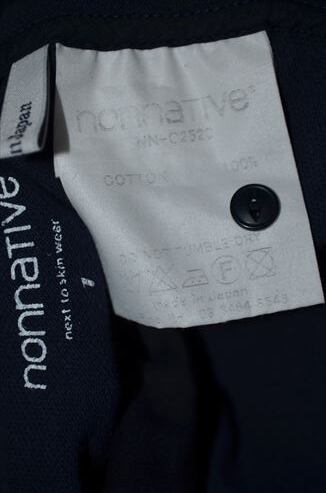 n Japan
nonnative
NN-C2520
COTTON 100%
DO NOT TUMBLE DRY
made in Japan
nonnative
next to skin wear
1